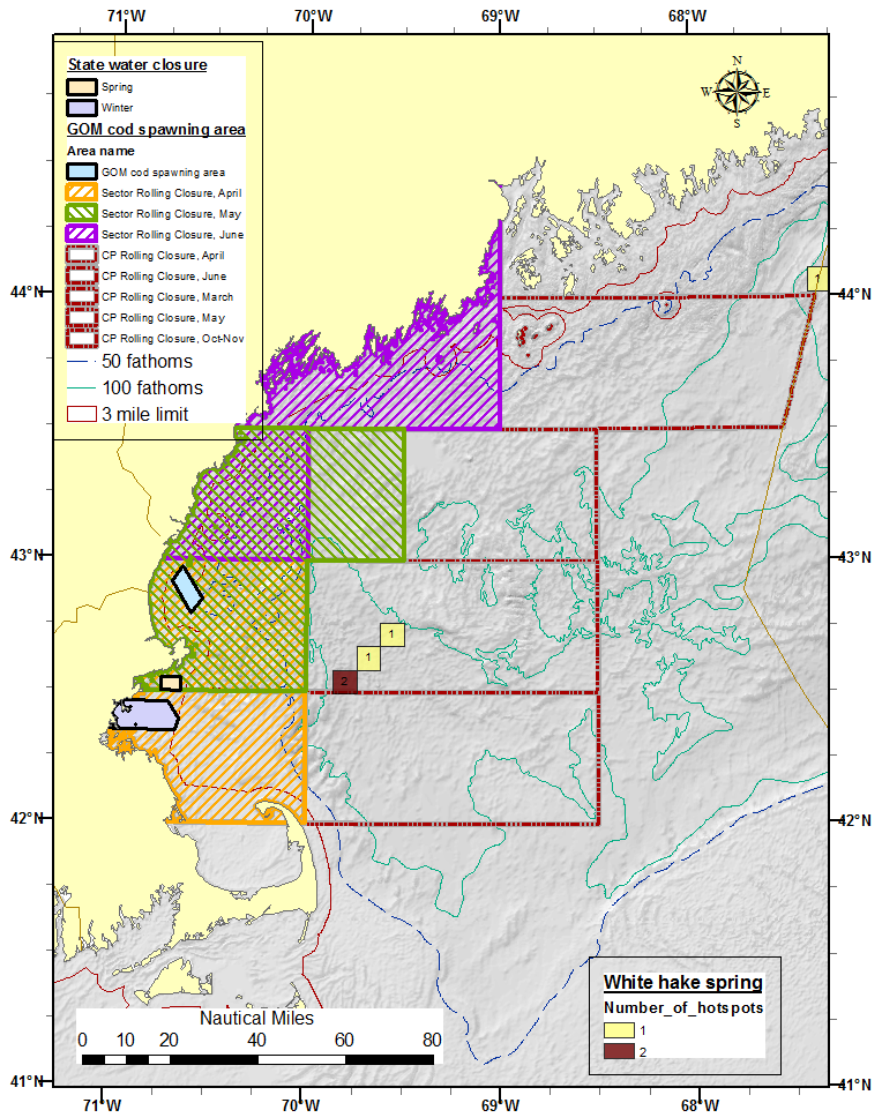 71°W 70°W 69°W 68°W
State water closure
Spring
Winter
GOM cod spawning area
Area name
GOM cod spawning area
Sector Rolling Closure, April
Sector Rolling Closure, May
Sector Rolling Closure, June
CP Rolling Closure, April
CP Rolling Closure, June
CP Rolling Closure, March
CP Rolling Closure, May
CP Rolling Closure, Oct-Nov
50 fathoms
100 fathoms
3 mile limit
N
W E
S
1
44°N 44°N
43°N 43°N
1
1
2
42°N 42°N
White hake spring
Number_of_hotspots
1
2
Nautical Miles
0 10 20 40 60 80
41°N 41°N
71°W 70°W 69°W 68°W